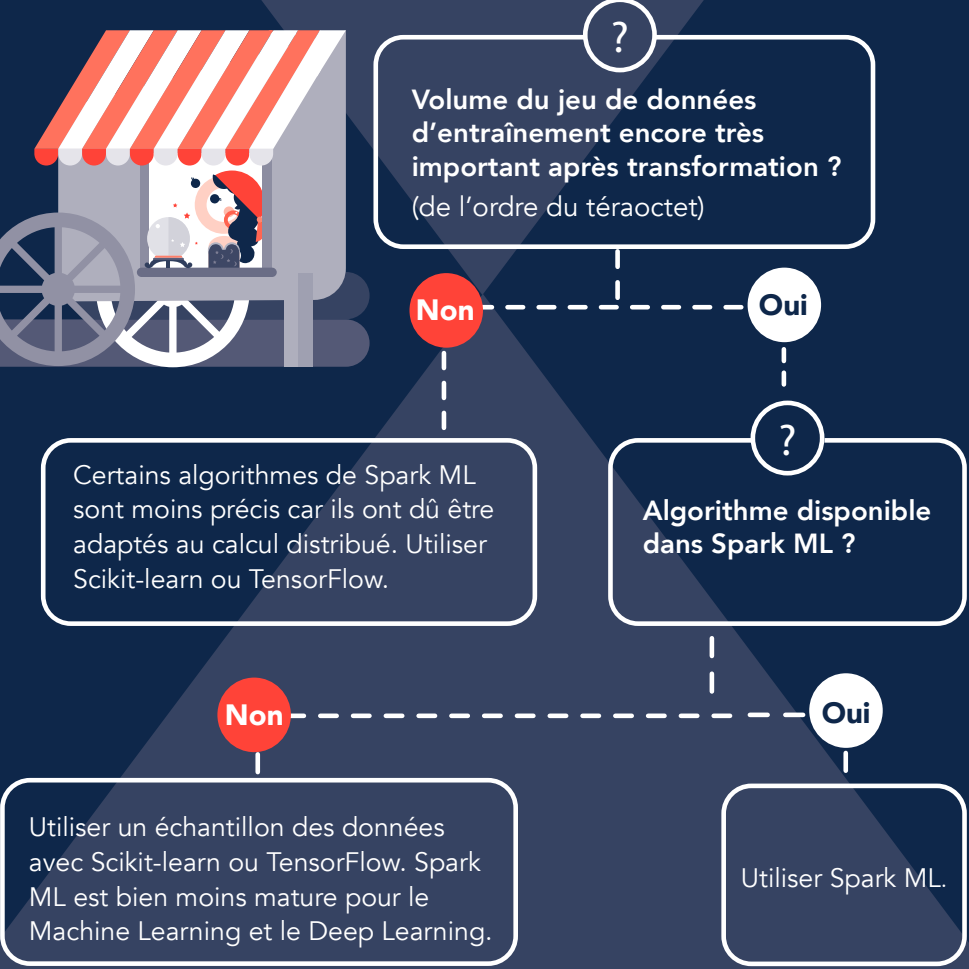 ?
Volume du jeu de données
d’entraînement encore très
important après transformation ?
(de l’ordre du téraoctet)
Non
Oui
Certains algorithmes de Spark ML
sont moins précis car ils ont dû être
adaptés au calcul distribué. Utiliser
Scikit-learn ou TensorFlow.
?
Algorithme disponible
dans Spark ML ?
Non
Oui
Utiliser un échantillon des données
avec Scikit-learn ou TensorFlow. Spark
ML est bien moins mature pour le
Machine Learning et le Deep Learning.
Utiliser Spark ML.